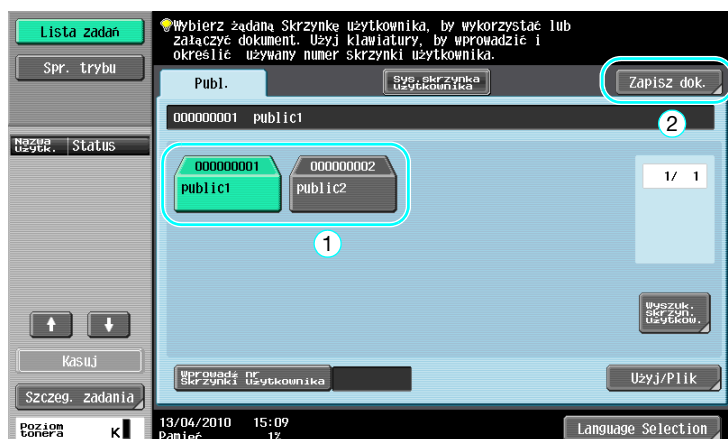 Lista zadań
Spr. trybu
Nazwa użytk.
Status
Kasuj
Szczeg. zadania
Poziom tonera
K
Wybierz żądaną Skrzynkę użytkownika, by wykorzystać lub
załączyć dokument. Użyj klawiatury, by wprowadzić i
określić używany numer skrzynki użytkownika.
Publ.
Sys.skrzynka
użytkownika
Zapisz dok.
2
000000001 public1
000000001
public1
000000002
public2
1
1/ 1
Wyszuk.
skrzyn.
użytkow.
Wprowadź nr
Skrzynki użytkownika
Użyj/Plik
13/04/2010 15:09
Pamięć 1%
Language Selection